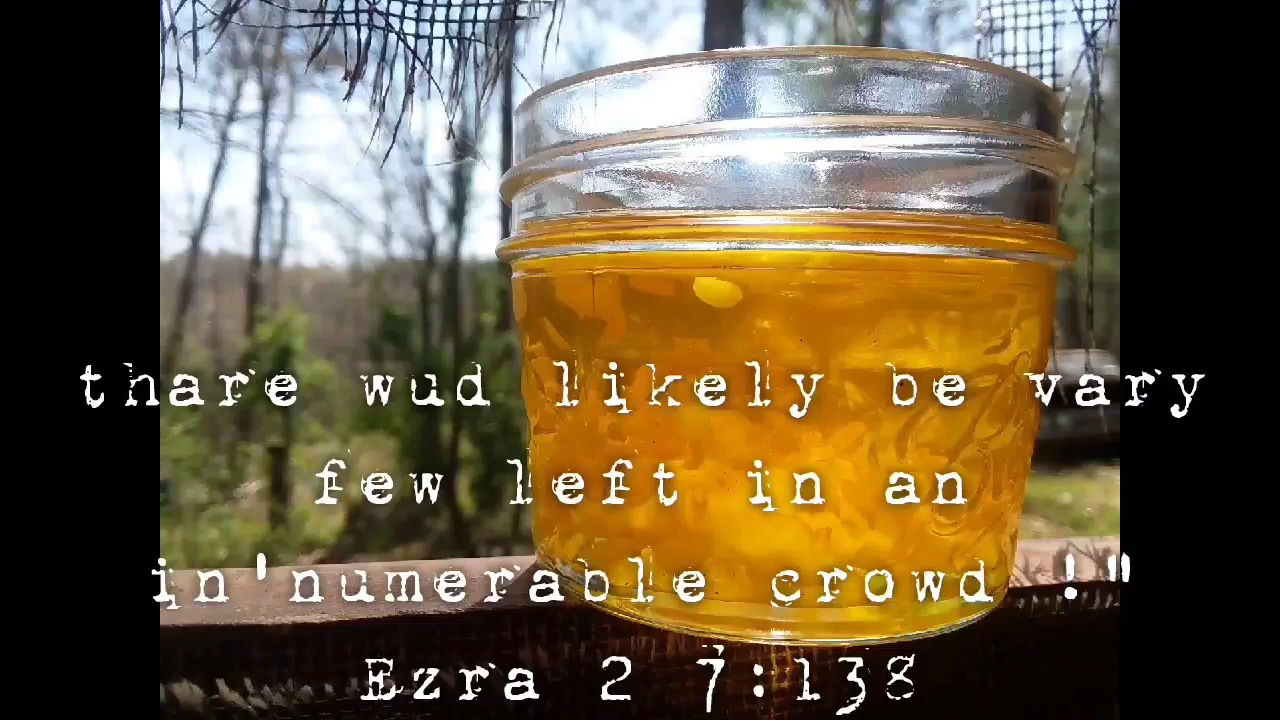 thare wud likely be vary
few left in an
in'numerable crowd !"
Ezra 2 7:138